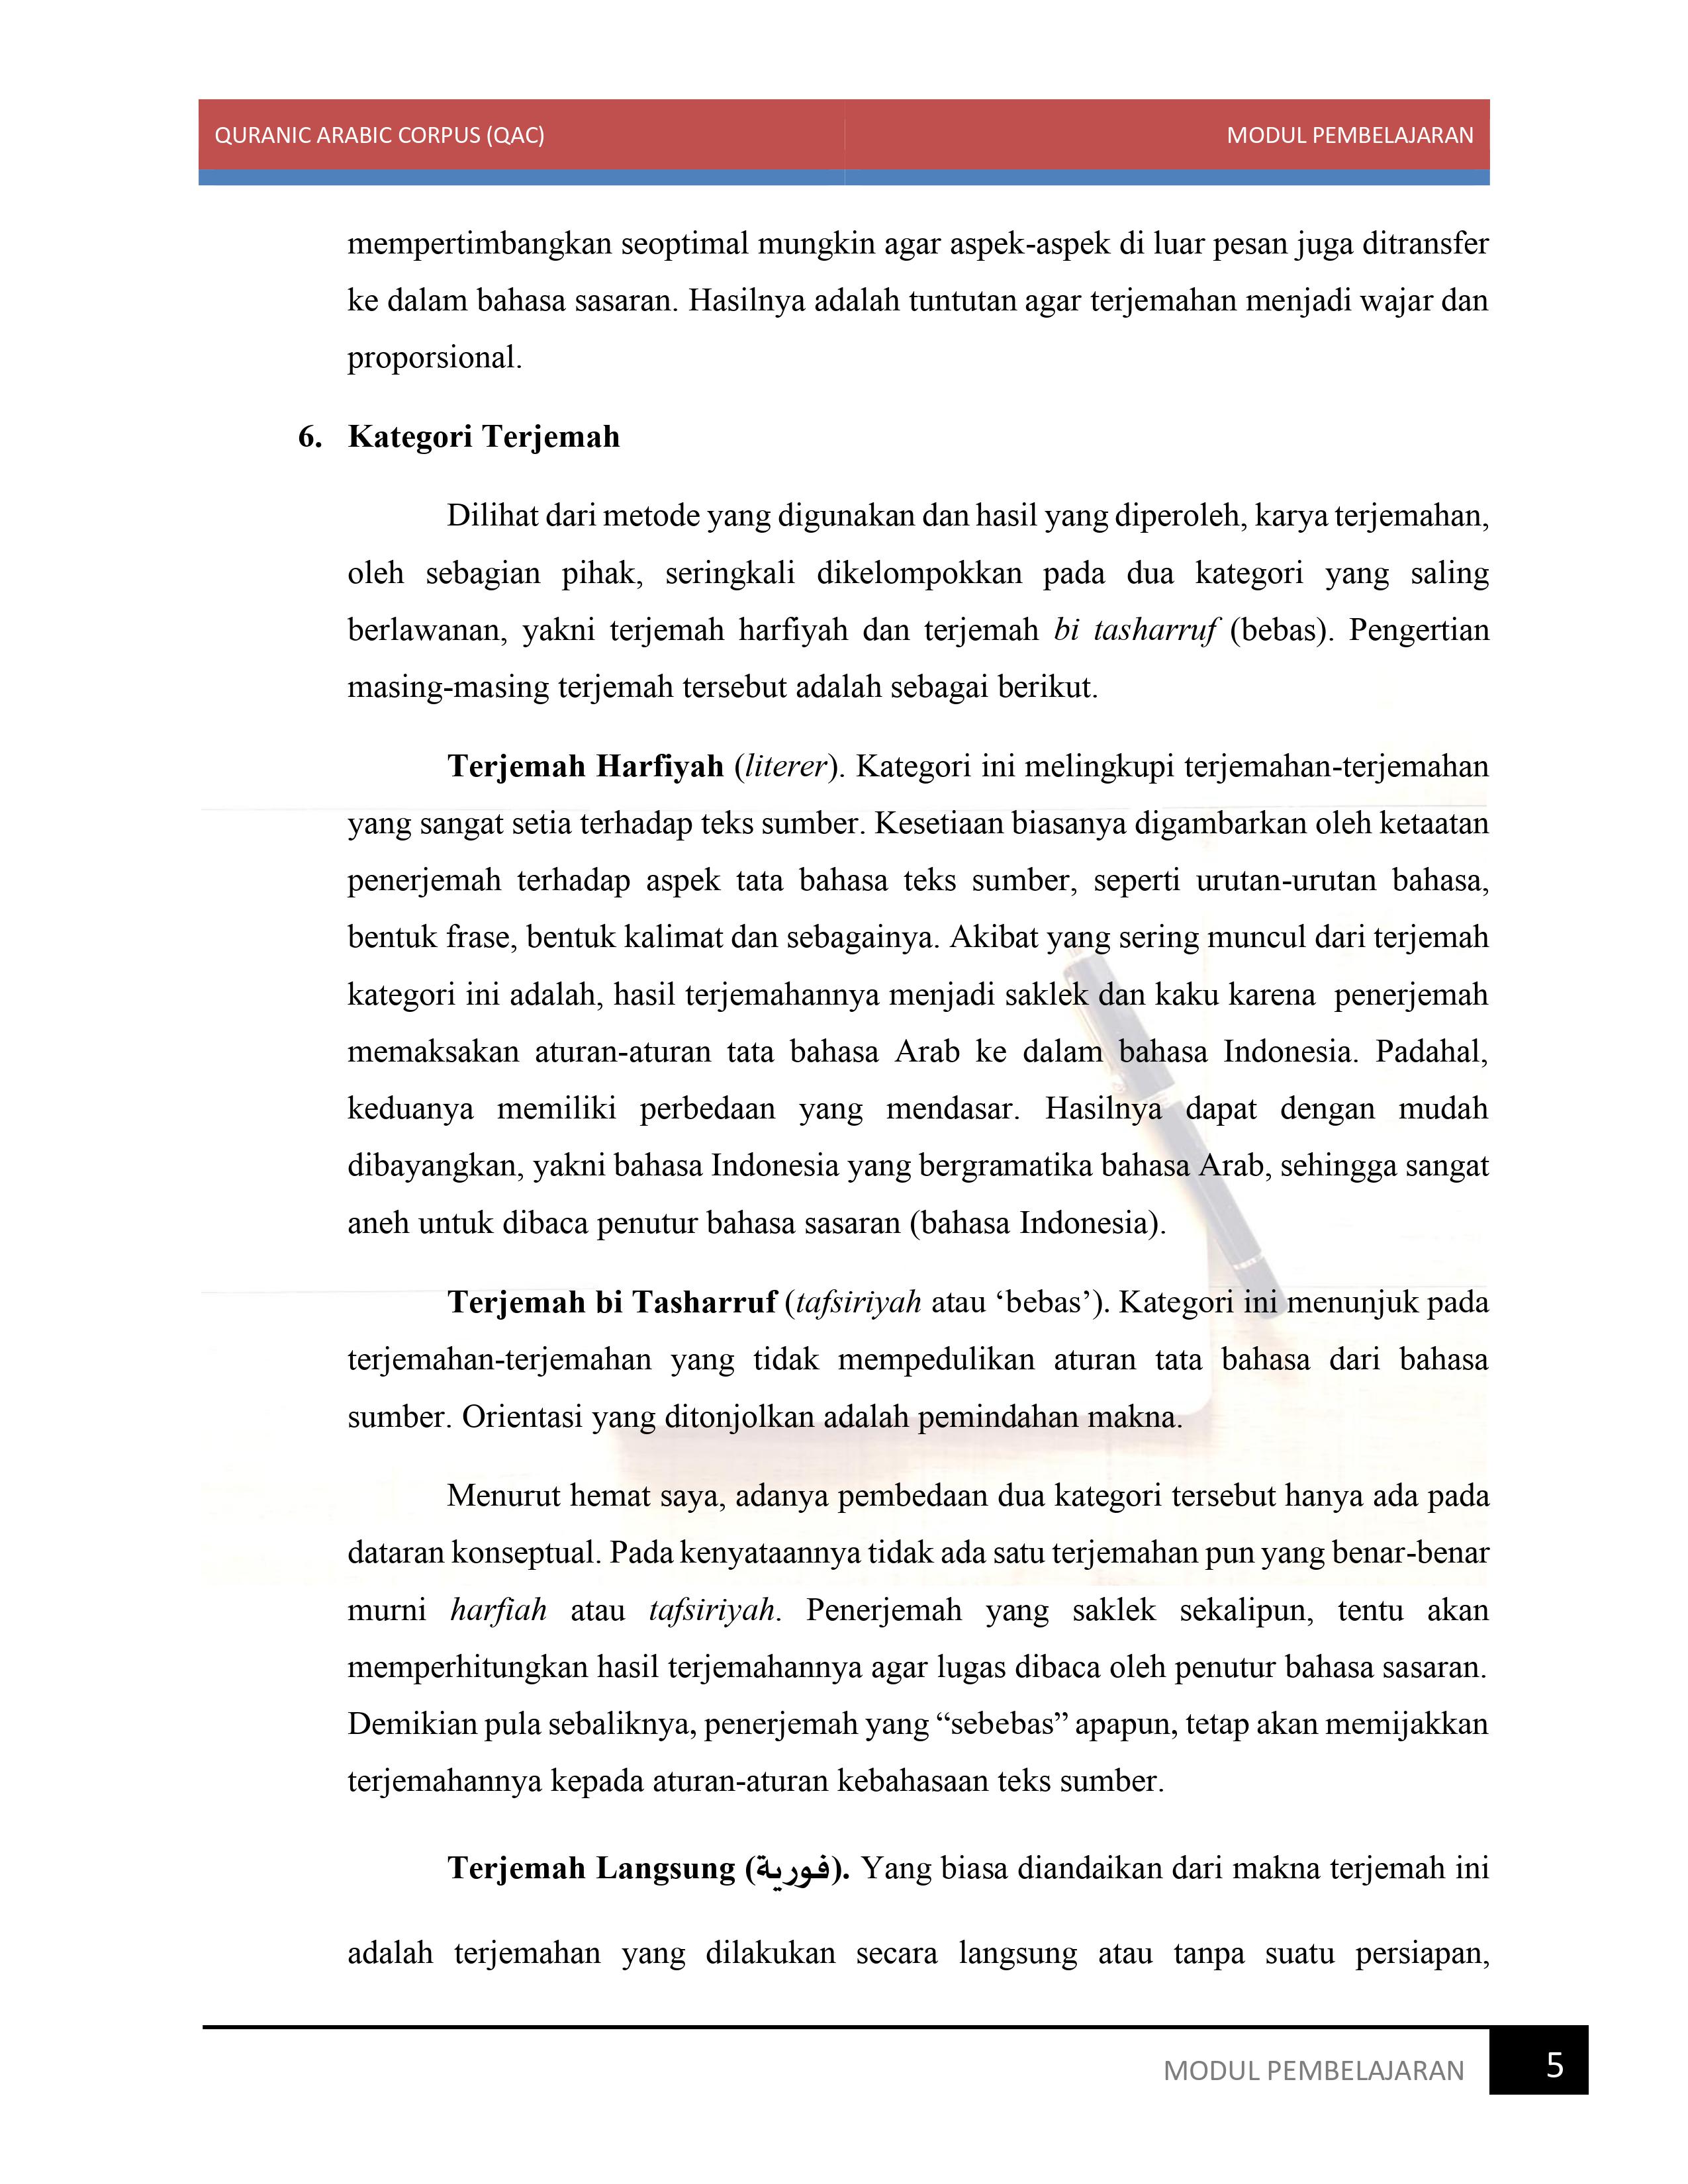 QURANIC ARABIC CORPUS (QAC) MODUL PEMBELAJARAN
mempertimbangkan seoptimal mungkin agar aspek-aspek di luar pesan juga ditransfer
ke dalam bahasa sasaran. Hasilnya adalah tuntutan agar terjemahan menjadi wajar dan
proporsional.
6. Kategori Terjemah
Dilihat dari metode yang digunakan dan hasil yang diperoleh, karya terjemahan,
oleh sebagian pihak, seringkali dikelompokkan pada dua kategori yang saling
berlawanan, yakni terjemah harfiyah dan terjemah bi tasharruf (bebas). Pengertian
masing-masing terjemah tersebut adalah sebagai berikut.
Terjemah Harfiyah (literer). Kategori ini melingkupi terjemahan-terjemahan
yang sangat setia terhadap teks sumber. Kesetiaan biasanya digambarkan oleh ketaatan
penerjemah terhadap aspek tata bahasa teks sumber, seperti urutan-urutan bahasa,
bentuk frase, bentuk kalimat dan sebagainya. Akibat yang sering muncul dari terjemah
kategori ini adalah, hasil terjemahannya menjadi saklek dan kaku karena penerjemah
memaksakan aturan-aturan tata bahasa Arab ke dalam bahasa Indonesia. Padahal,
keduanya memiliki perbedaan yang mendasar. Hasilnya dapat dengan mudah
dibayangkan, yakni bahasa Indonesia yang bergramatika bahasa Arab, sehingga sangat
aneh untuk dibaca penutur bahasa sasaran (bahasa Indonesia).
Terjemah bi Tasharruf (tafsiriyah atau ‘bebas’). Kategori ini menunjuk pada
terjemahan-terjemahan yang tidak mempedulikan aturan tata bahasa dari bahasa
sumber. Orientasi yang ditonjolkan adalah pemindahan makna.
Menurut hemat saya, adanya pembedaan dua kategori tersebut hanya ada pada
dataran konseptual. Pada kenyataannya tidak ada satu terjemahan pun yang benar-benar
murni harfiah atau tafsiriyah. Penerjemah yang saklek sekalipun, tentu akan
memperhitungkan hasil terjemahannya agar lugas dibaca oleh penutur bahasa sasaran.
Demikian pula sebaliknya, penerjemah yang “sebebas” apapun, tetap akan memijakkan
terjemahannya kepada aturan-aturan kebahasaan teks sumber.
Terjemah Langsung (فورية). Yang biasa diandaikan dari makna terjemah ini
adalah terjemahan yang dilakukan secara langsung atau tanpa suatu persiapan,
MODUL PEMBELAJARAN 5